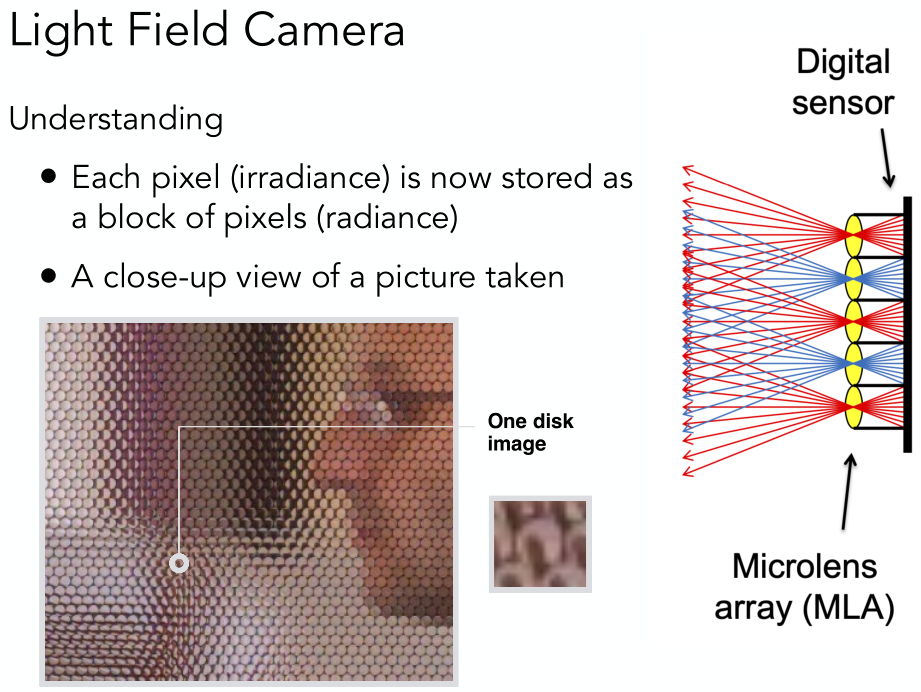 Light Field Camera
Understanding
• Each pixel (irradiance) is now stored as
a block of pixels (radiance)
• A close-up view of a picture taken
One disk
image
Digital
sensor
Microlens
array (MLA)